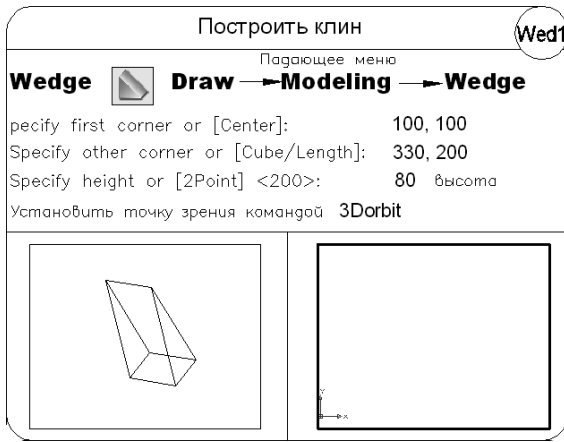 Построить клин
Wed1
Падающее меню
Wedge Draw Modeling Wedge
pecify first corner or [Center]: 100, 100
Specify other corner or [Cube/Length]: 330, 200
Specify height or [2Point] <200>: 80 высота
Установить точку зрения командой 3Dorbit
Y
X